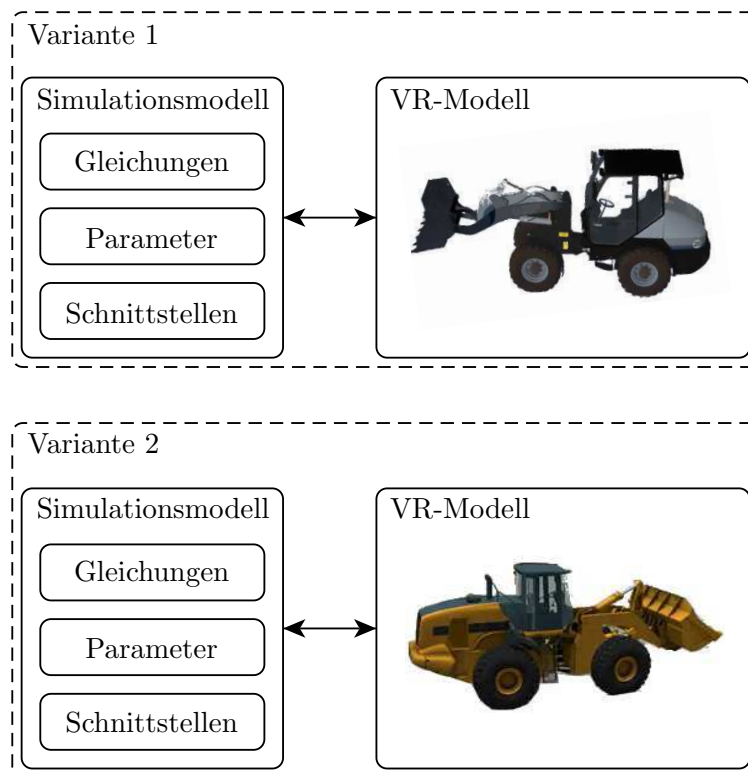 Variante 1
Simulationsmodell
Gleichungen
Parameter
Schnittstellen
VR-Modell
Variante 2
Simulationsmodell
Gleichungen
Parameter
Schnittstellen
VR-Modell